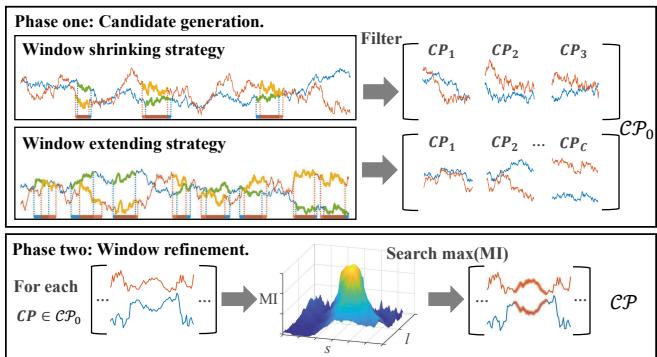 Phase one: Candidate generation.
Window shrinking strategy
Filter
CP1 CP2 CP3
Window extending strategy
CP1 CP2 ... CPC
𝒞𝒫0
Phase two: Window refinement.
Search max(MI)
For each
CP ∈ 𝒞𝒫0
... ...
MI
s
l
... ...
𝒞𝒫